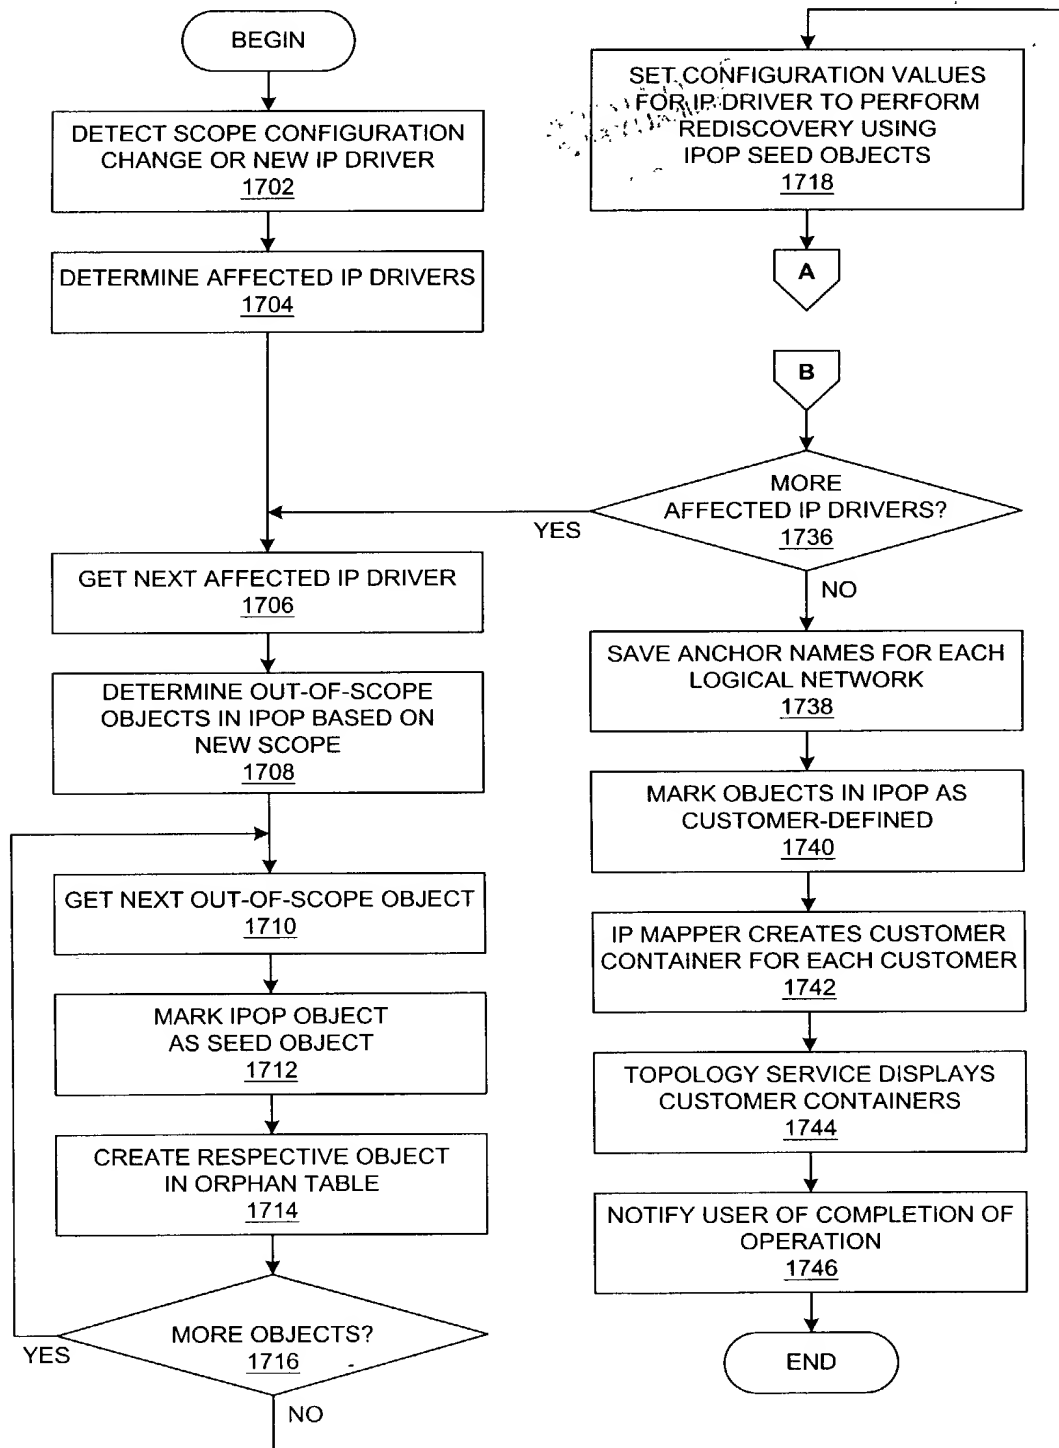 BEGIN
DETECT SCOPE CONFIGURATION
CHANGE OR NEW IP DRIVER
1702
DETERMINE AFFECTED IP DRIVERS
1704
GET NEXT AFFECTED IP DRIVER
1706
DETERMINE OUT-OF-SCOPE
OBJECTS IN IPOP BASED ON
NEW SCOPE
1708
GET NEXT OUT-OF-SCOPE OBJECT
1710
MARK IPOP OBJECT
AS SEED OBJECT
1712
CREATE RESPECTIVE OBJECT
IN ORPHAN TABLE
1714
MORE OBJECTS?
1716
YES
NO
SET CONFIGURATION VALUES
FOR IP DRIVER TO PERFORM
REDISCOVERY USING
IPOP SEED OBJECTS
1718
A
B
MORE
AFFECTED IP DRIVERS?
1736
YES
NO
SAVE ANCHOR NAMES FOR EACH
LOGICAL NETWORK
1738
MARK OBJECTS IN IPOP AS
CUSTOMER-DEFINED
1740
IP MAPPER CREATES CUSTOMER
CONTAINER FOR EACH CUSTOMER
1742
TOPOLOGY SERVICE DISPLAYS
CUSTOMER CONTAINERS
1744
NOTIFY USER OF COMPLETION OF
OPERATION
1746
END